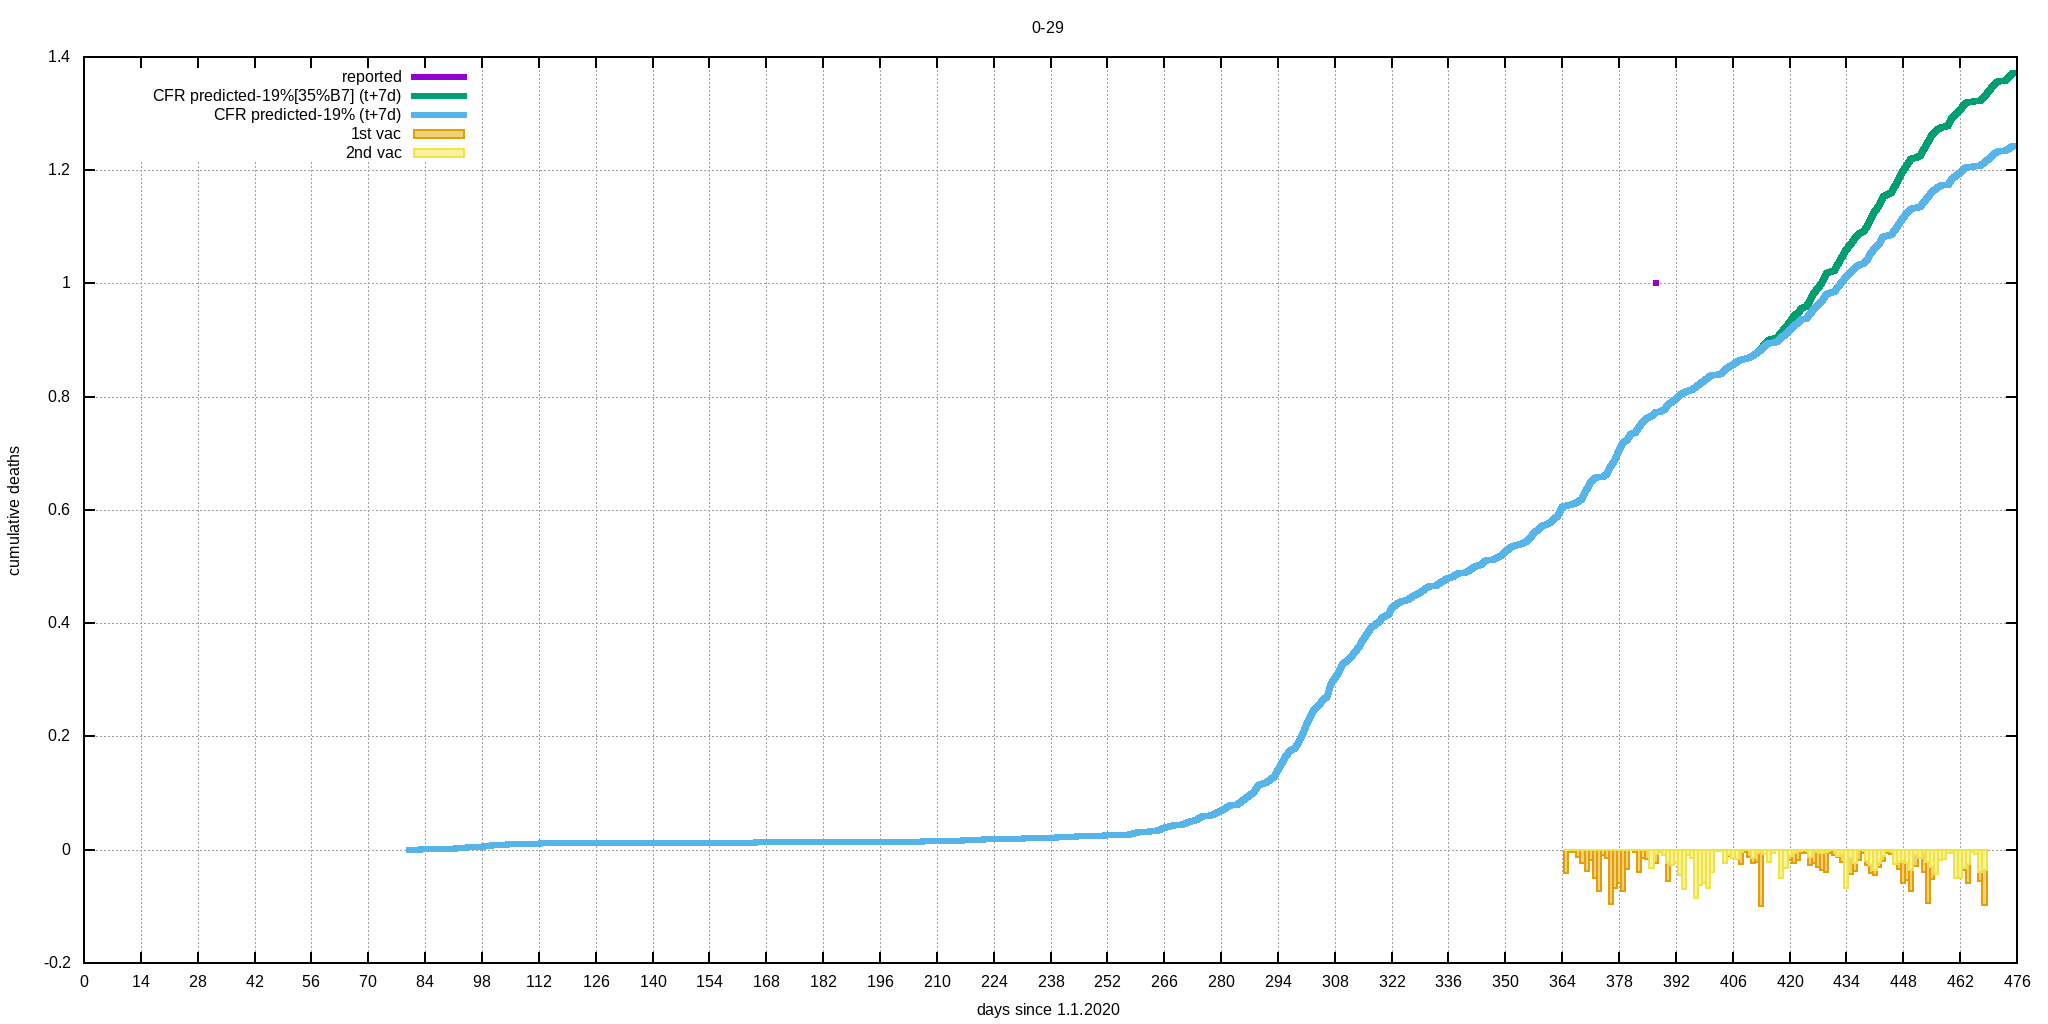 0-29
1.4
1.2
1
0.8
0.6
0.4
0.2
0
-0.2
cumulative deaths
reported
CFR predicted-19%[35%B7] (t+7d)
CFR predicted-19% (t+7d)
1st vac
2nd vac
0 14 28 42 56 70 84 98 112 126 140 154 168 182 196 210 224 238 252 266 280 294 308 322 336 350 364 378 392 406 420 434 448 462 476
days since 1.1.2020